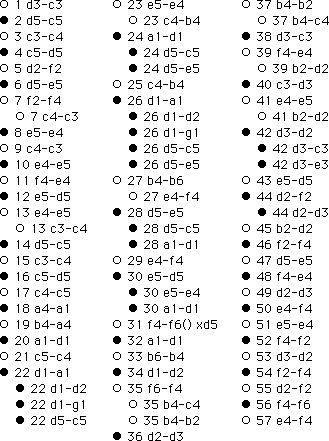 1 d3-c3
2 d5-c5
3 c3-c4
4 c5-d5
5 d2-f2
6 d5-e5
7 f2-f4
7 c4-c3
8 e5-e4
9 c4-c3
10 e4-e5
11 f4-e4
12 e5-d5
13 e4-e5
13 c3-c4
14 d5-c5
15 c3-c4
16 c5-d5
17 c4-c5
18 a4-a1
19 b4-a4
20 a1-d1
21 c5-c4
22 d1-a1
22 d1-d2
22 d1-g1
22 d5-c5
23 e5-e4
23 c4-b4
24 a1-d1
24 d5-c5
24 d5-e5
25 c4-b4
26 d1-a1
26 d1-d2
26 d1-g1
26 d5-c5
26 d5-e5
27 b4-b6
27 e4-f4
28 d5-e5
28 d5-c5
28 a1-d1
29 e4-f4
30 e5-d5
30 e5-e4
30 a1-d1
31 f4-f6() xd5
32 a1-d1
33 b6-b4
34 d1-d2
35 f6-f4
35 b4-c4
35 b4-b2
36 d2-d3
37 b4-b2
37 b4-c4
38 d3-c3
39 f4-e4
39 b2-d2
40 c3-d3
41 e4-e5
41 b2-d2
42 d3-d2
42 d3-c3
42 d3-e3
43 e5-d5
44 d2-f2
44 d2-d3
45 b2-d2
46 f2-f4
47 d5-e5
48 f4-e4
49 d2-d3
50 e4-f4
51 e5-e4
52 f4-f2
53 d3-d2
54 f2-f4
55 d2-f2
56 f4-f6
57 e4-f4